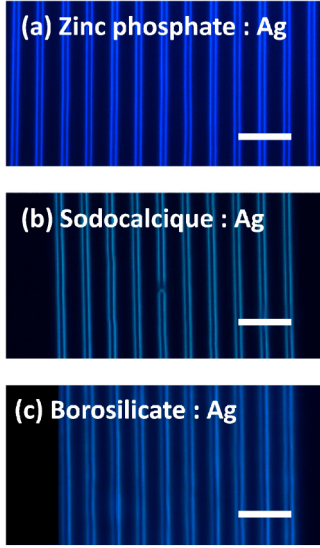 (a) Zinc phosphate : Ag
(b) Sodocalcique : Ag
(c) Borosilicate : Ag